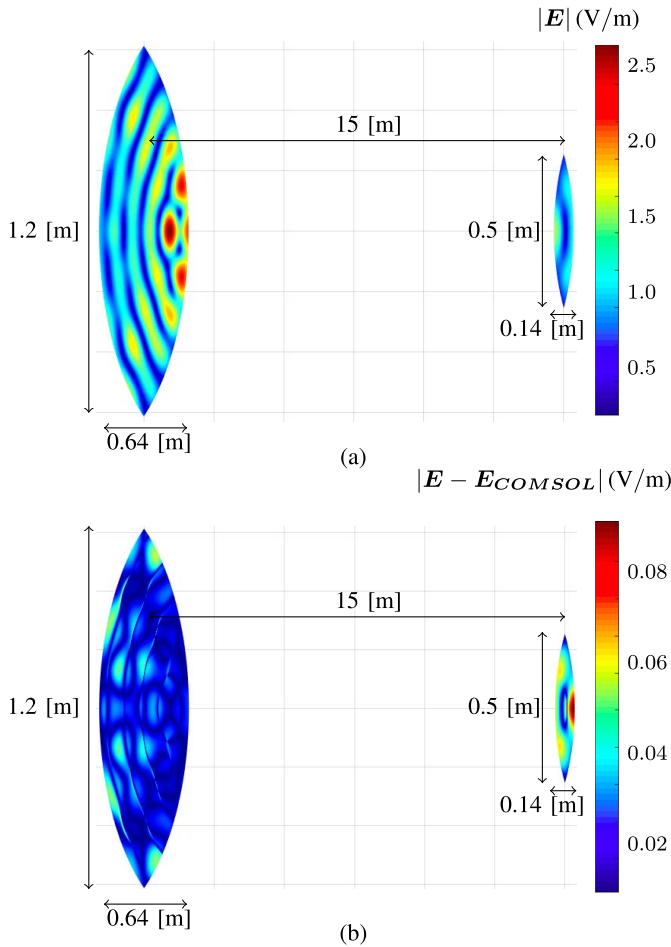 |E| (V/m)
2.5
15 [m]
2.0
1.5
1.2 [m]
0.5 [m]
1.0
0.14 [m]
0.5
0.64 [m]
(a)
|E − E_COMSOL| (V/m)
0.08
15 [m]
0.06
1.2 [m]
0.5 [m]
0.04
0.14 [m]
0.02
0.64 [m]
(b)